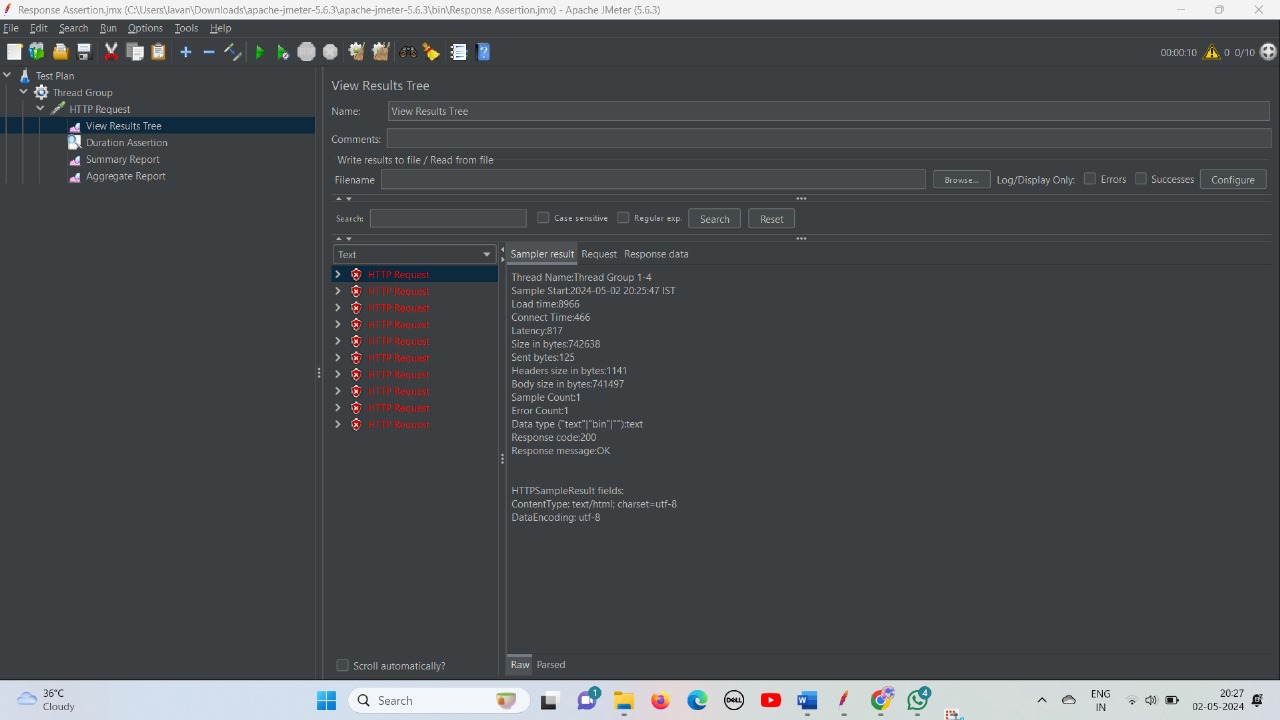 Response Assertion.jmx (C:\Users\lavan\Downloads\apache-jmeter-5.6.3\apache-jmeter-5.6.3\bin\Response Assertion.jmx) - Apache JMeter (5.6.3)
File Edit Search Run Options Tools Help
00:00:10 0 0/10
Test Plan
Thread Group
HTTP Request
View Results Tree
Duration Assertion
Summary Report
Aggregate Report
View Results Tree
Name: View Results Tree
Comments:
Write results to file / Read from file
Filename Browse... Log/Display Only: Errors Successes Configure
Search: Case sensitive Regular exp. Search Reset
Text
HTTP Request
HTTP Request
HTTP Request
HTTP Request
HTTP Request
HTTP Request
HTTP Request
HTTP Request
HTTP Request
HTTP Request
Scroll automatically?
Sampler result Request Response data
Thread Name:Thread Group 1-4
Sample Start:2024-05-02 20:25:47 IST
Load time:8966
Connect Time:466
Latency:817
Size in bytes:742638
Sent bytes:125
Headers size in bytes:1141
Body size in bytes:741497
Sample Count:1
Error Count:1
Data type ("text"|"bin"|""):text
Response code:200
Response message:OK
HTTPSampleResult fields:
ContentType: text/html; charset=utf-8
DataEncoding: utf-8
Raw Parsed
36°C
Cloudy
Search
1
DELL
W
4
ENG
IN
20:27
02-05-2024